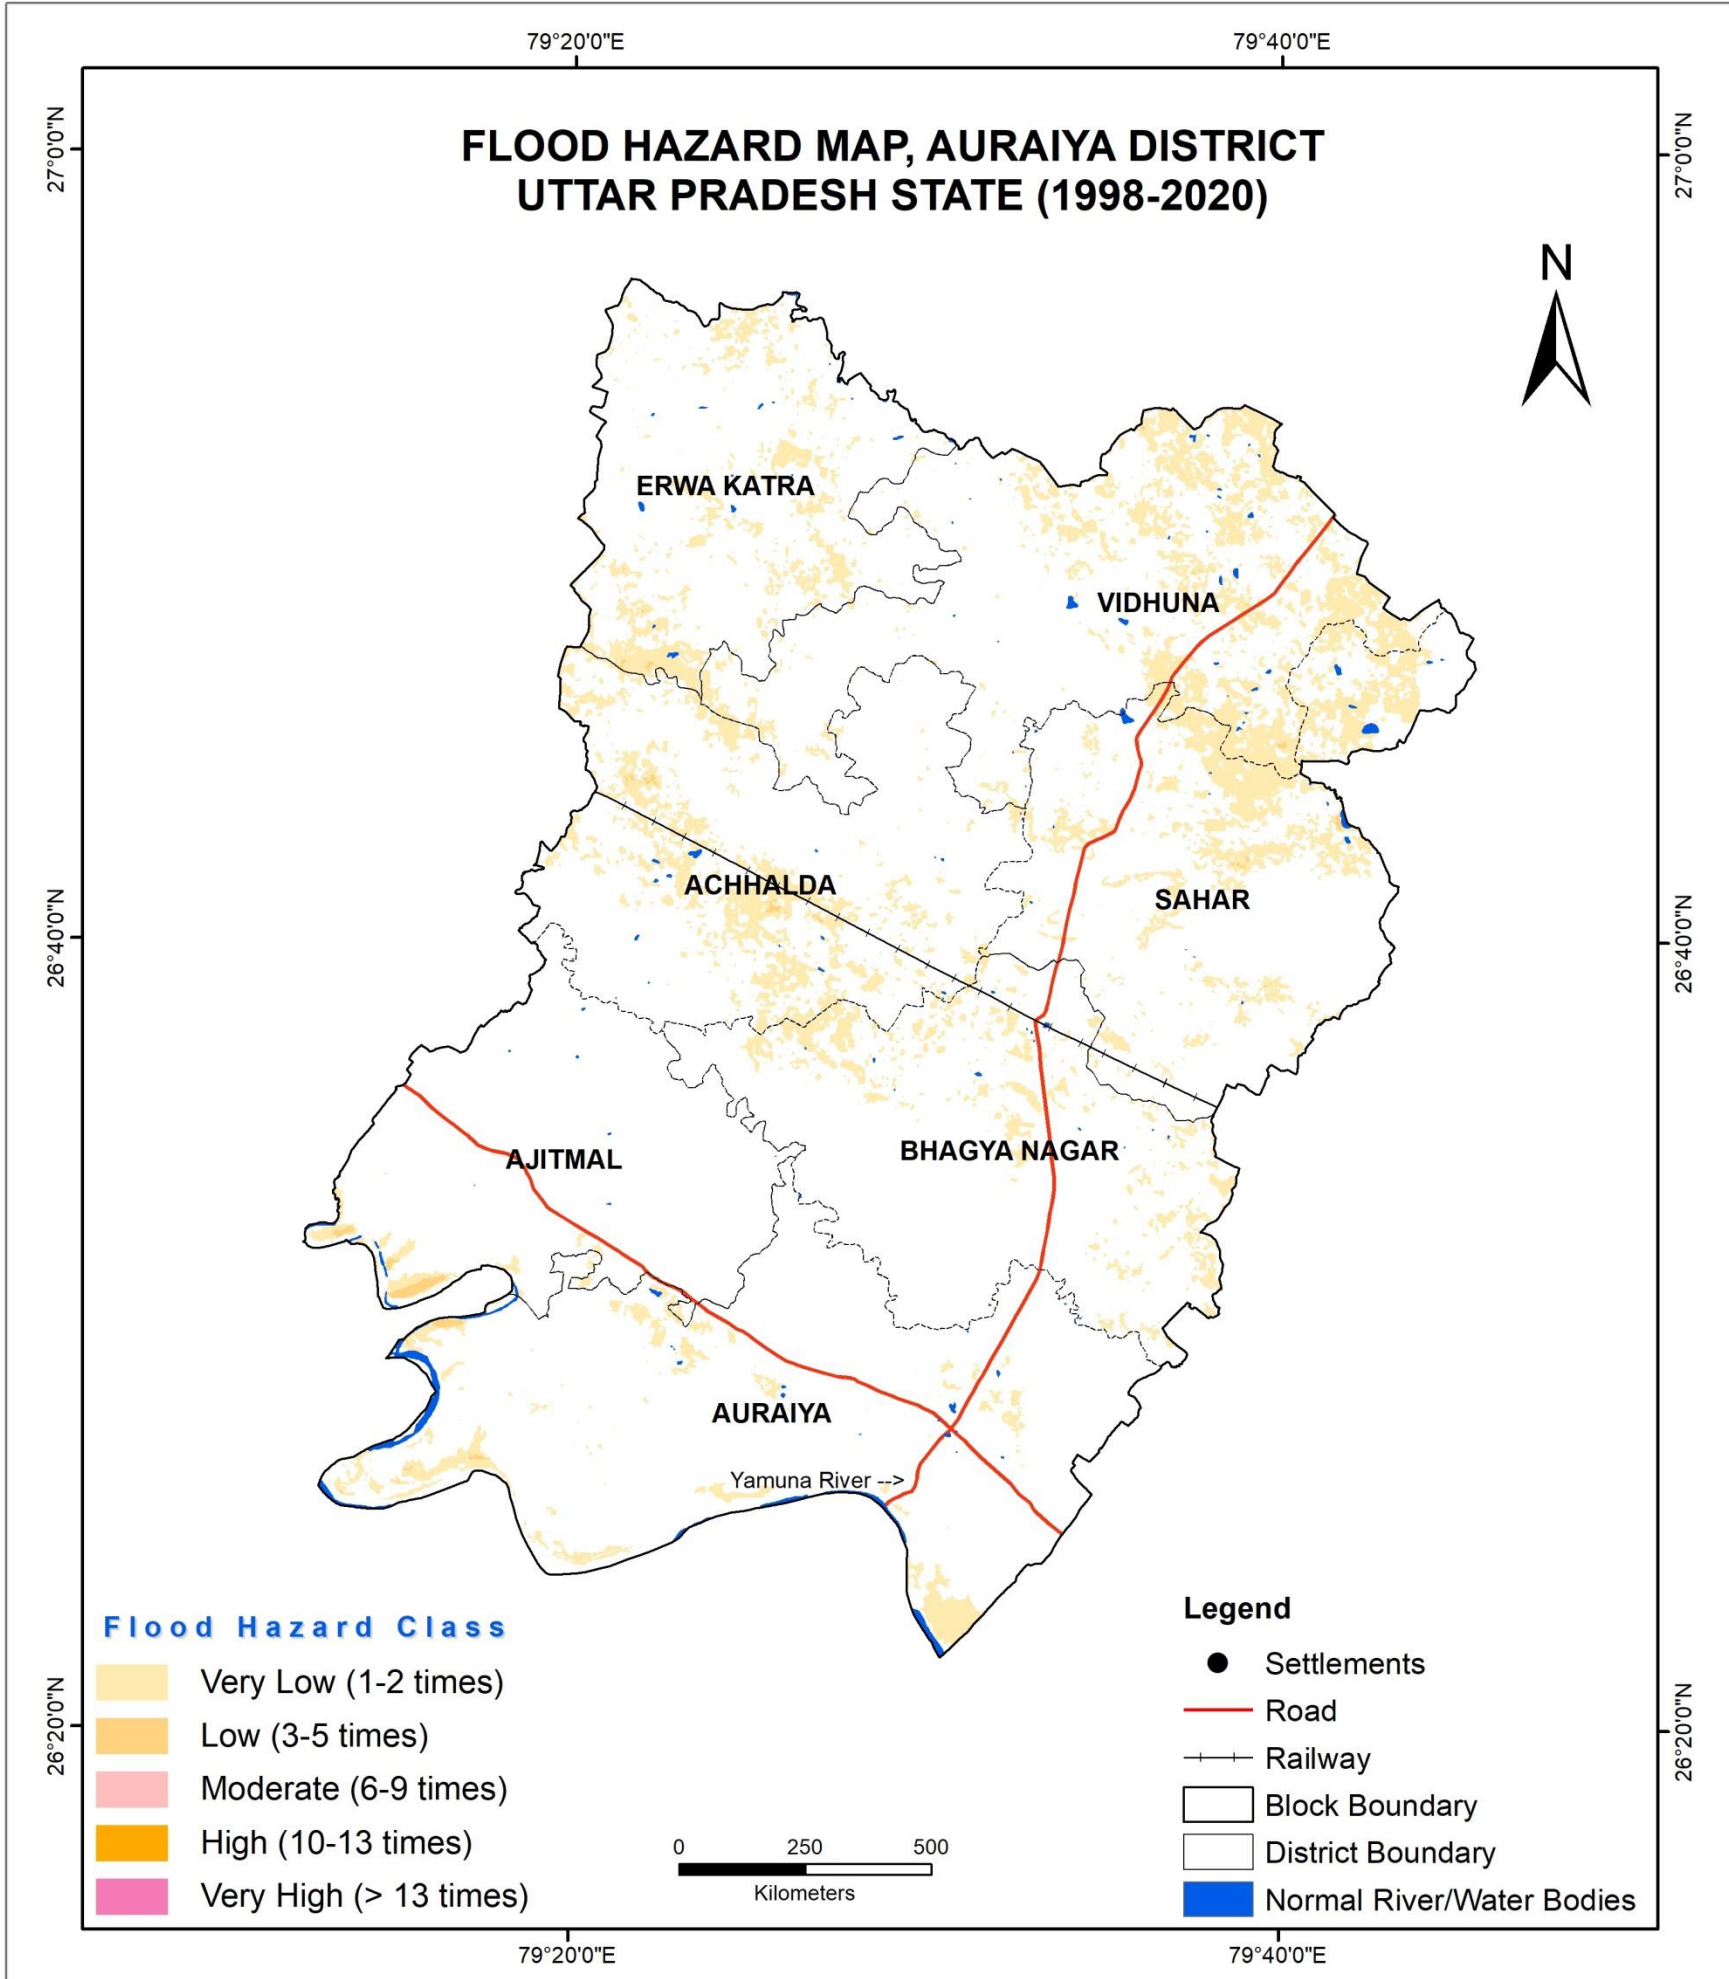 79°20'0"E
79°40'0"E
27°0'0"N
27°0'0"N
FLOOD HAZARD MAP, AURAIYA DISTRICT
UTTAR PRADESH STATE (1998-2020)
N
ERWA KATRA
VIDHUNA
ACHHALDA
SAHAR
26°40'0"N
26°40'0"N
BHAGYA NAGAR
AJITMAL
AURAIYA
Yamuna River -->
Flood Hazard Class
Very Low (1-2 times)
Low (3-5 times)
Moderate (6-9 times)
High (10-13 times)
Very High (> 13 times)
26°20'0"N
0 250 500
Kilometers
Legend
Settlements
Road
Railway
Block Boundary
District Boundary
Normal River/Water Bodies
26°20'0"N
79°20'0"E
79°40'0"E